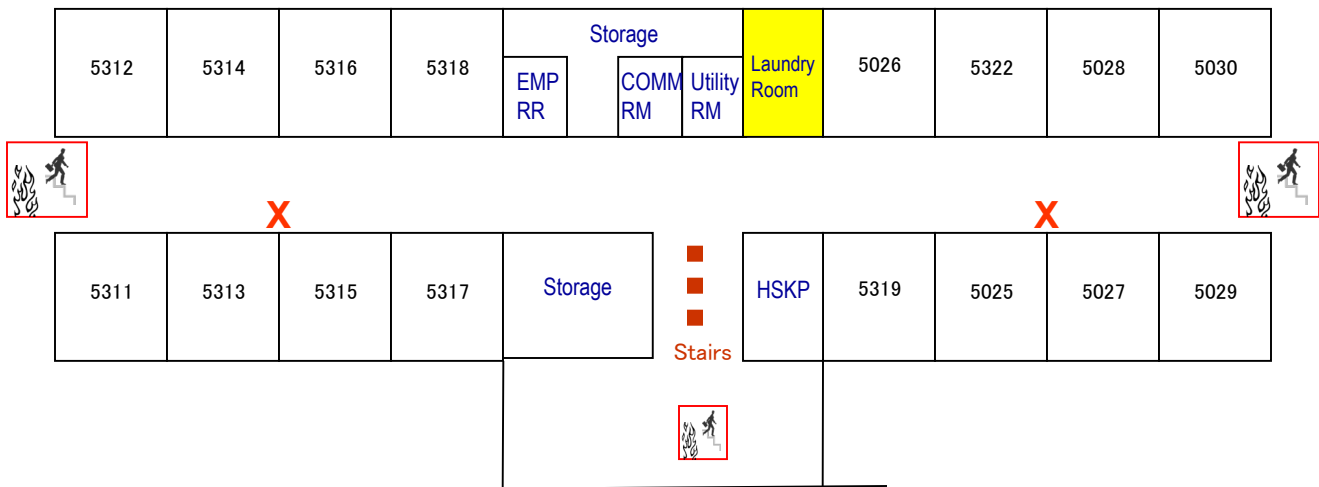 5312
5314
5316
5318
Storage
EMP
RR
COMM
RM
Utility
RM
Laundry
Room
5026
5322
5028
5030
X
X
5311
5313
5315
5317
Storage
Stairs
HSKP
5319
5025
5027
5029